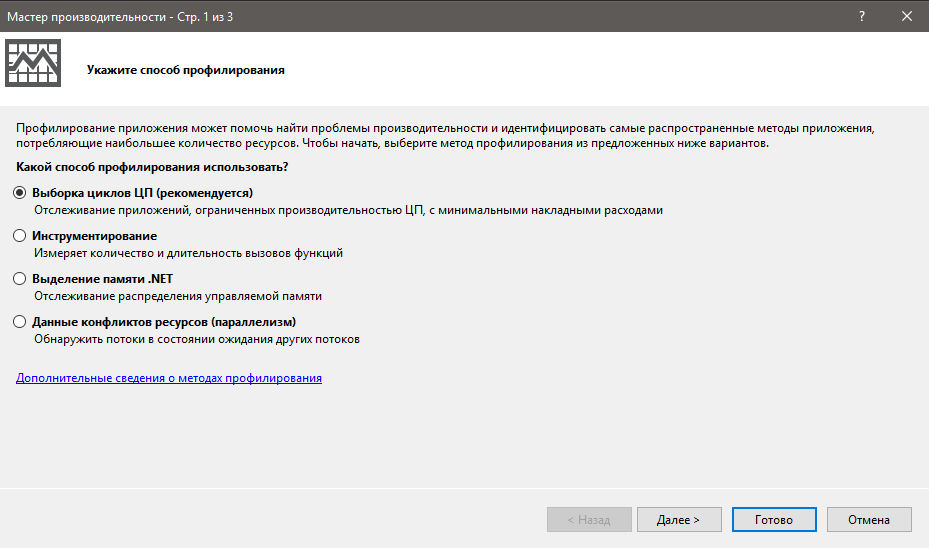 Мастер производительности - Стр. 1 из 3
?
Укажите способ профилирования
Профилирование приложения может помочь найти проблемы производительности и идентифицировать самые распространенные методы приложения,
потребляющие наибольшее количество ресурсов. Чтобы начать, выберите метод профилирования из предложенных ниже вариантов.
Какой способ профилирования использовать?
Выборка циклов ЦП (рекомендуется)
Отслеживание приложений, ограниченных производительностью ЦП, с минимальными накладными расходами
Инструментирование
Измеряет количество и длительность вызовов функций
Выделение памяти .NET
Отслеживание распределения управляемой памяти
Данные конфликтов ресурсов (параллелизм)
Обнаружить потоки в состоянии ожидания других потоков
Дополнительные сведения о методах профилирования
< Назад Далее > Готово Отмена